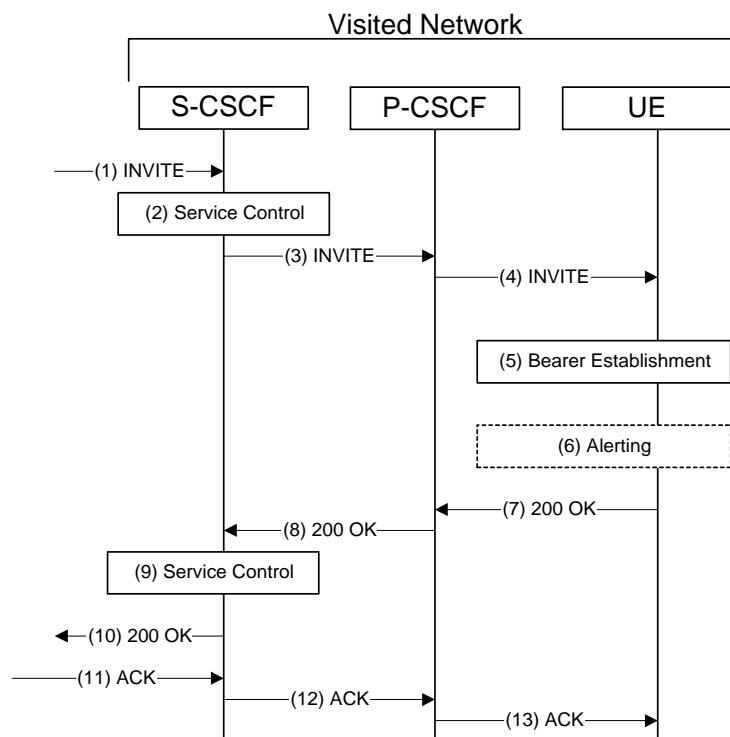 Visited Network
S-CSCF
P-CSCF
UE
(1) INVITE
(2) Service Control
(3) INVITE
(4) INVITE
(5) Bearer Establishment
(6) Alerting
(7) 200 OK
(8) 200 OK
(9) Service Control
(10) 200 OK
(11) ACK
(12) ACK
(13) ACK